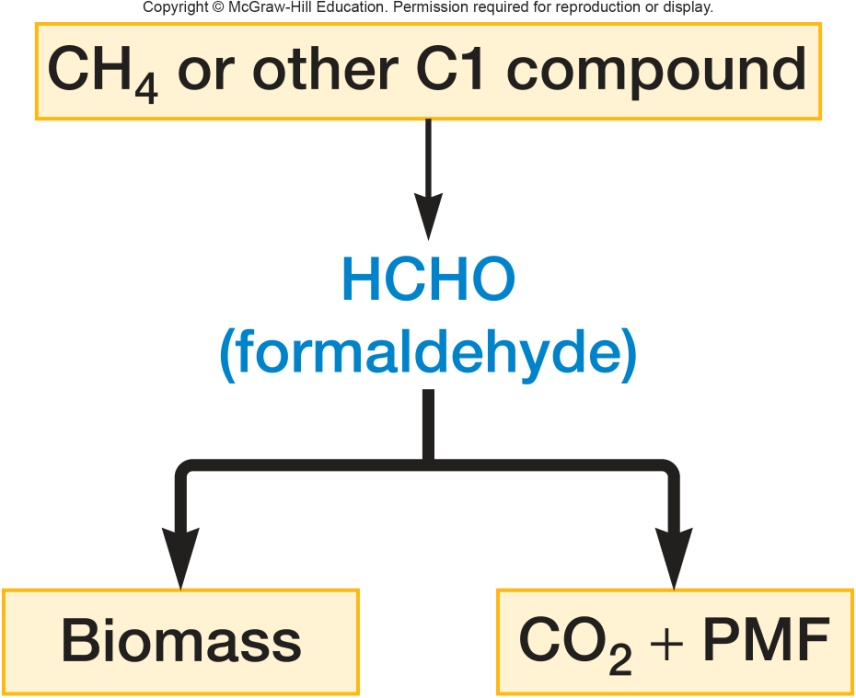 Copyright © McGraw-Hill Education. Permission required for reproduction or display.
CH₄ or other C1 compound
HCHO
(formaldehyde)
Biomass
CO₂ + PMF